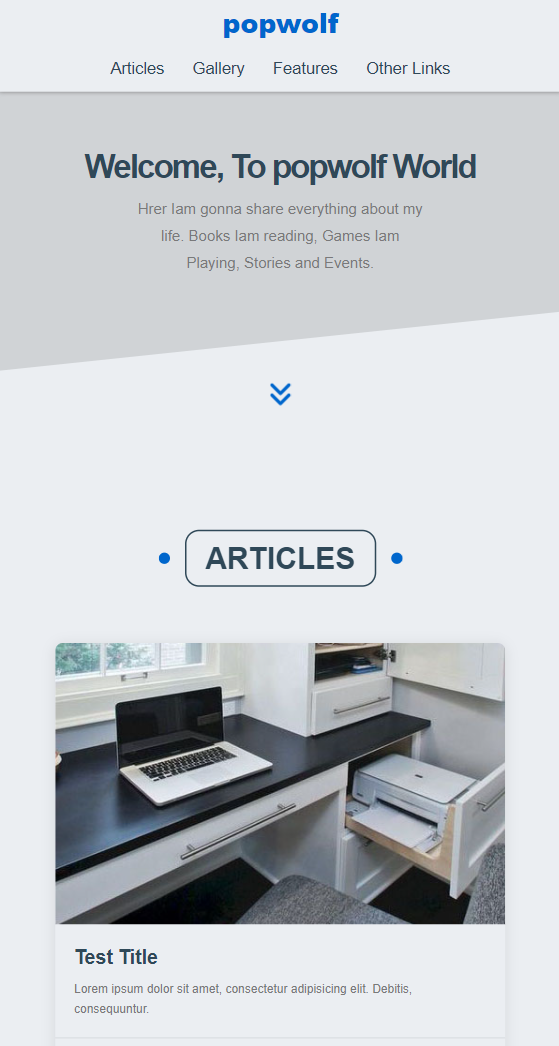 popwolf
Articles Gallery Features Other Links
Welcome, To popwolf World
Hrer Iam gonna share everything about my
life. Books Iam reading, Games Iam
Playing, Stories and Events.
ARTICLES
Test Title
Lorem ipsum dolor sit amet, consectetur adipisicing elit. Debitis,
consequuntur.